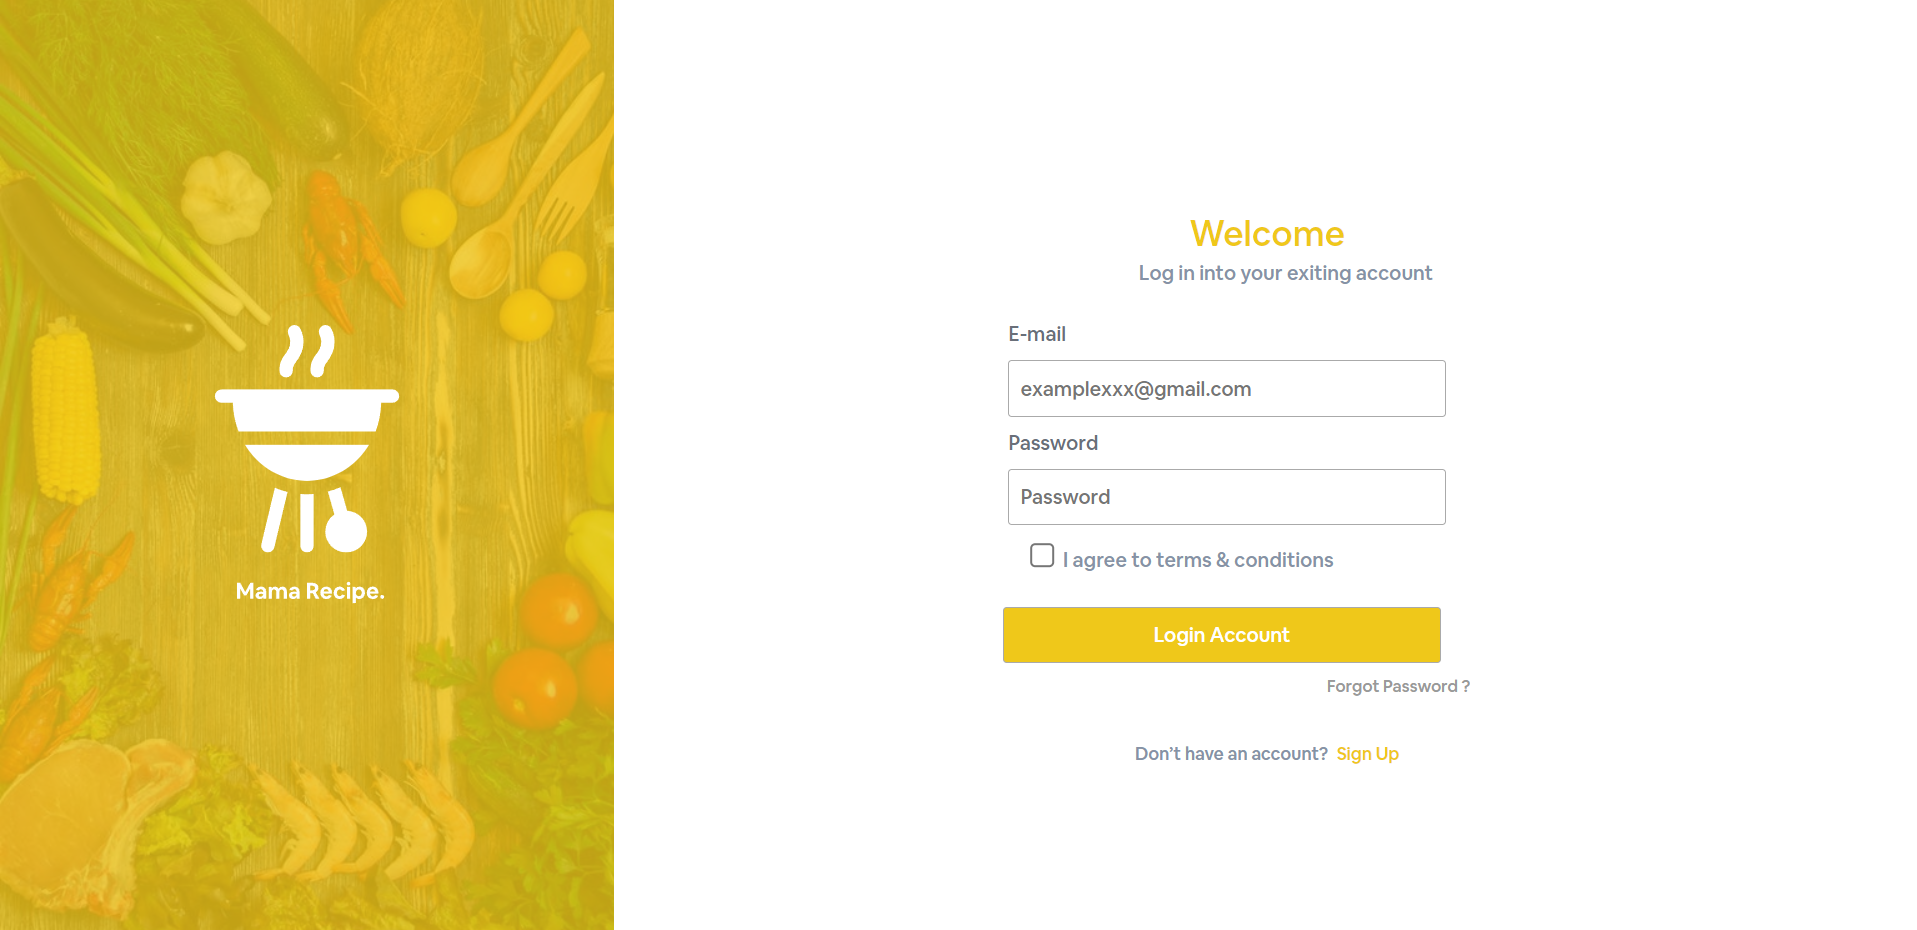 Mama Recipe.
Welcome
Log in into your exiting account
E-mail
examplexxx@gmail.com
Password
Password
I agree to terms & conditions
Login Account
Forgot Password ?
Don’t have an account? Sign Up